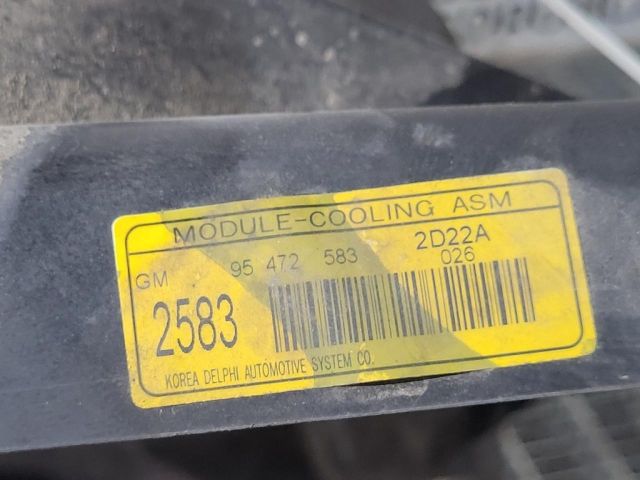 MODULE-COOLING ASM
GM 95 472 583 2D22A
2583 026
KOREA DELPHI AUTOMOTIVE SYSTEM CO.